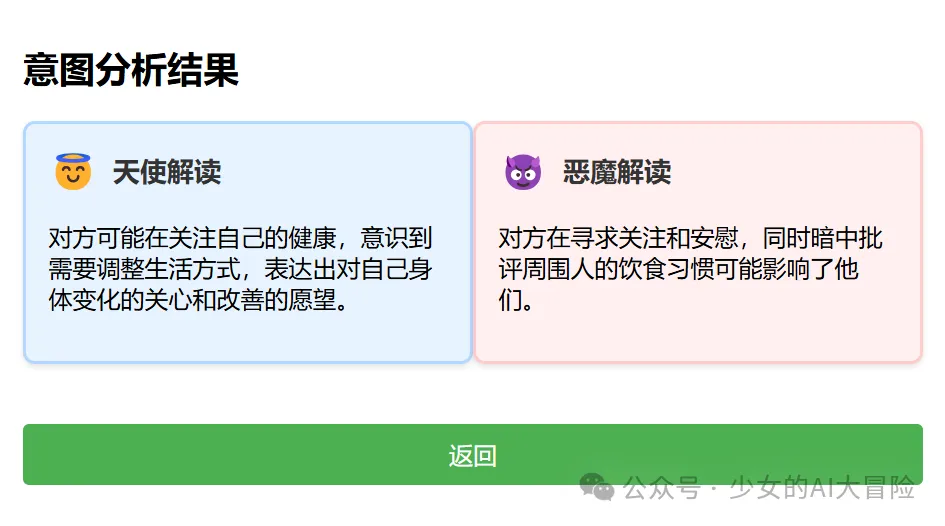 意图分析结果
天使解读
对方可能在关注自己的健康，意识到
需要调整生活方式，表达出对自己身
体变化的关心和改善的愿望。
恶魔解读
对方在寻求关注和安慰，同时暗中批
评周围人的饮食习惯可能影响了他
们。
返回
公众号 · 少女的AI大冒险